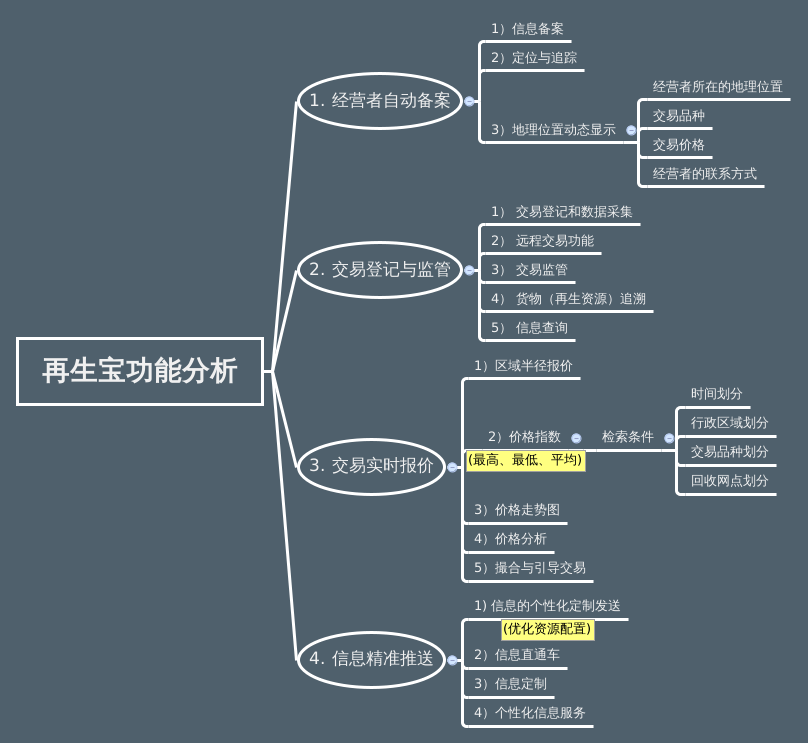 再生宝功能分析
1. 经营者自动备案
1）信息备案
2）定位与追踪
3）地理位置动态显示
经营者所在的地理位置
交易品种
交易价格
经营者的联系方式
2. 交易登记与监管
1） 交易登记和数据采集
2） 远程交易功能
3） 交易监管
4） 货物（再生资源）追溯
5） 信息查询
3. 交易实时报价
1）区域半径报价
2）价格指数
(最高、最低、平均)
检索条件
时间划分
行政区域划分
交易品种划分
回收网点划分
3）价格走势图
4）价格分析
5）撮合与引导交易
4. 信息精准推送
1) 信息的个性化定制发送
(优化资源配置)
2）信息直通车
3）信息定制
4）个性化信息服务